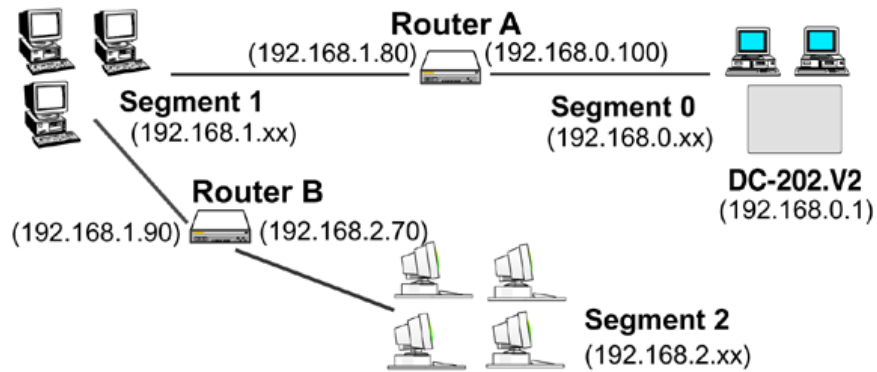 Router A
(192.168.1.80)
(192.168.0.100)
Segment 1
(192.168.1.xx)
Segment 0
(192.168.0.xx)
DC-202.V2
(192.168.0.1)
Router B
(192.168.1.90)
(192.168.2.70)
Segment 2
(192.168.2.xx)